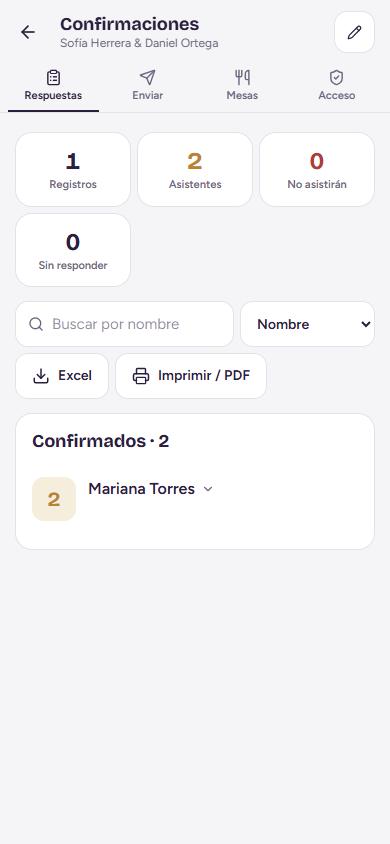 Confirmaciones
Sofía Herrera & Daniel Ortega
Respuestas
Enviar
Mesas
Acceso
1
Registros
2
Asistentes
0
No asistirán
0
Sin responder
Buscar por nombre
Nombre
Excel
Imprimir / PDF
Confirmados · 2
2
Mariana Torres